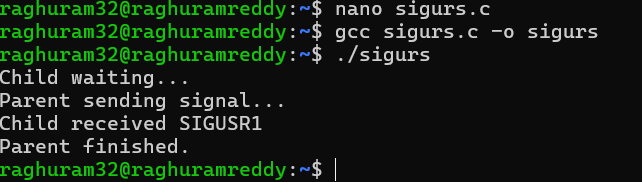 raghuram32@raghuramreddy:~$ nano sigurs.c
raghuram32@raghuramreddy:~$ gcc sigurs.c -o sigurs
raghuram32@raghuramreddy:~$ ./sigurs
Child waiting...
Parent sending signal...
Child received SIGUSR1
Parent finished.
raghuram32@raghuramreddy:~$